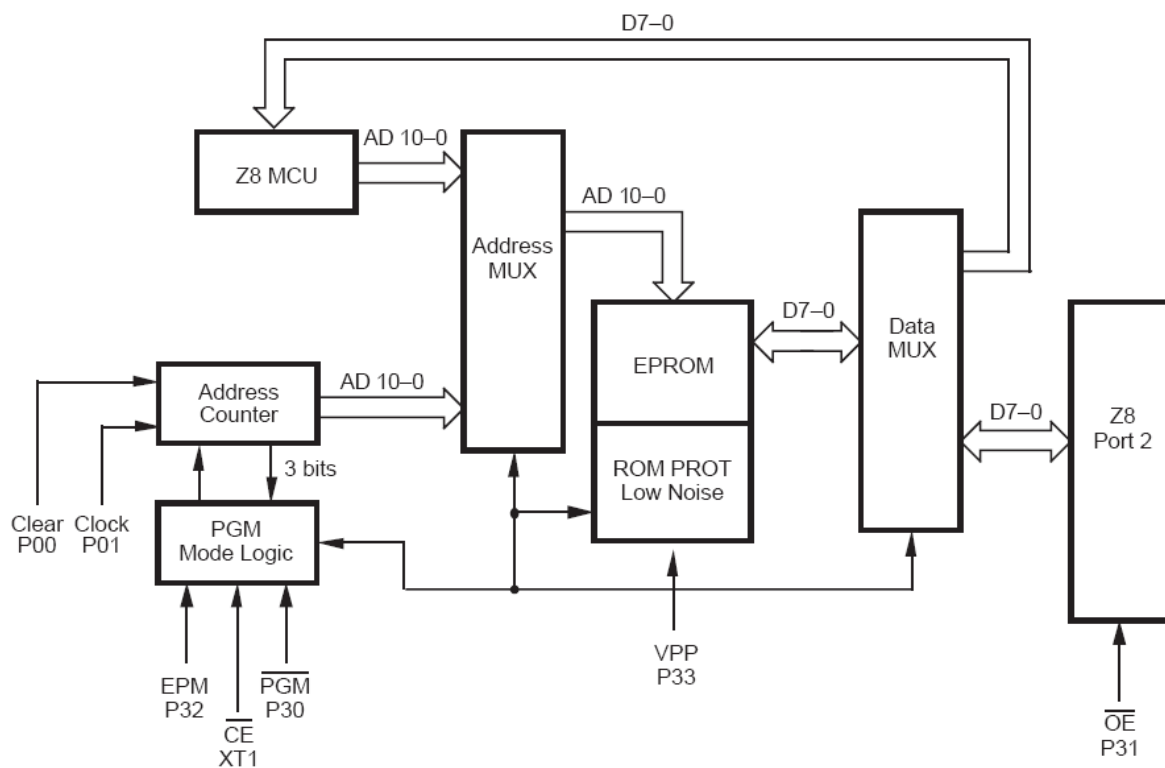 D7–0
Z8 MCU
AD 10–0
Address
MUX
AD 10–0
Address
Counter
AD 10–0
3 bits
Clear
P00
Clock
P01
PGM
Mode Logic
EPM
P32
CE
XT1
PGM
P30
EPROM
ROM PROT
Low Noise
VPP
P33
D7–0
Data
MUX
D7–0
Z8
Port 2
OE
P31